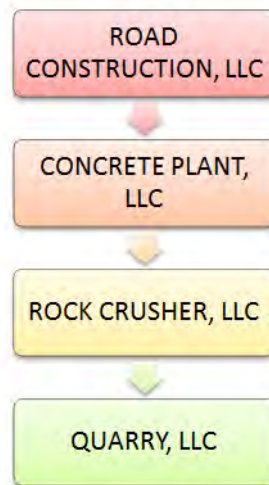 ROAD
CONSTRUCTION, LLC
CONCRETE PLANT,
LLC
ROCK CRUSHER, LLC
QUARRY, LLC